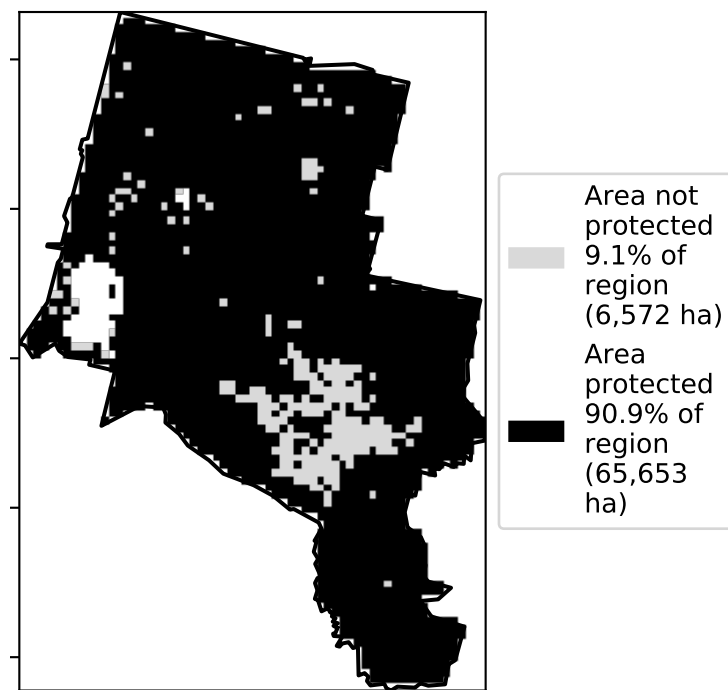 Area not
protected
9.1% of
region
(6,572 ha)
Area
protected
90.9% of
region
(65,653
ha)